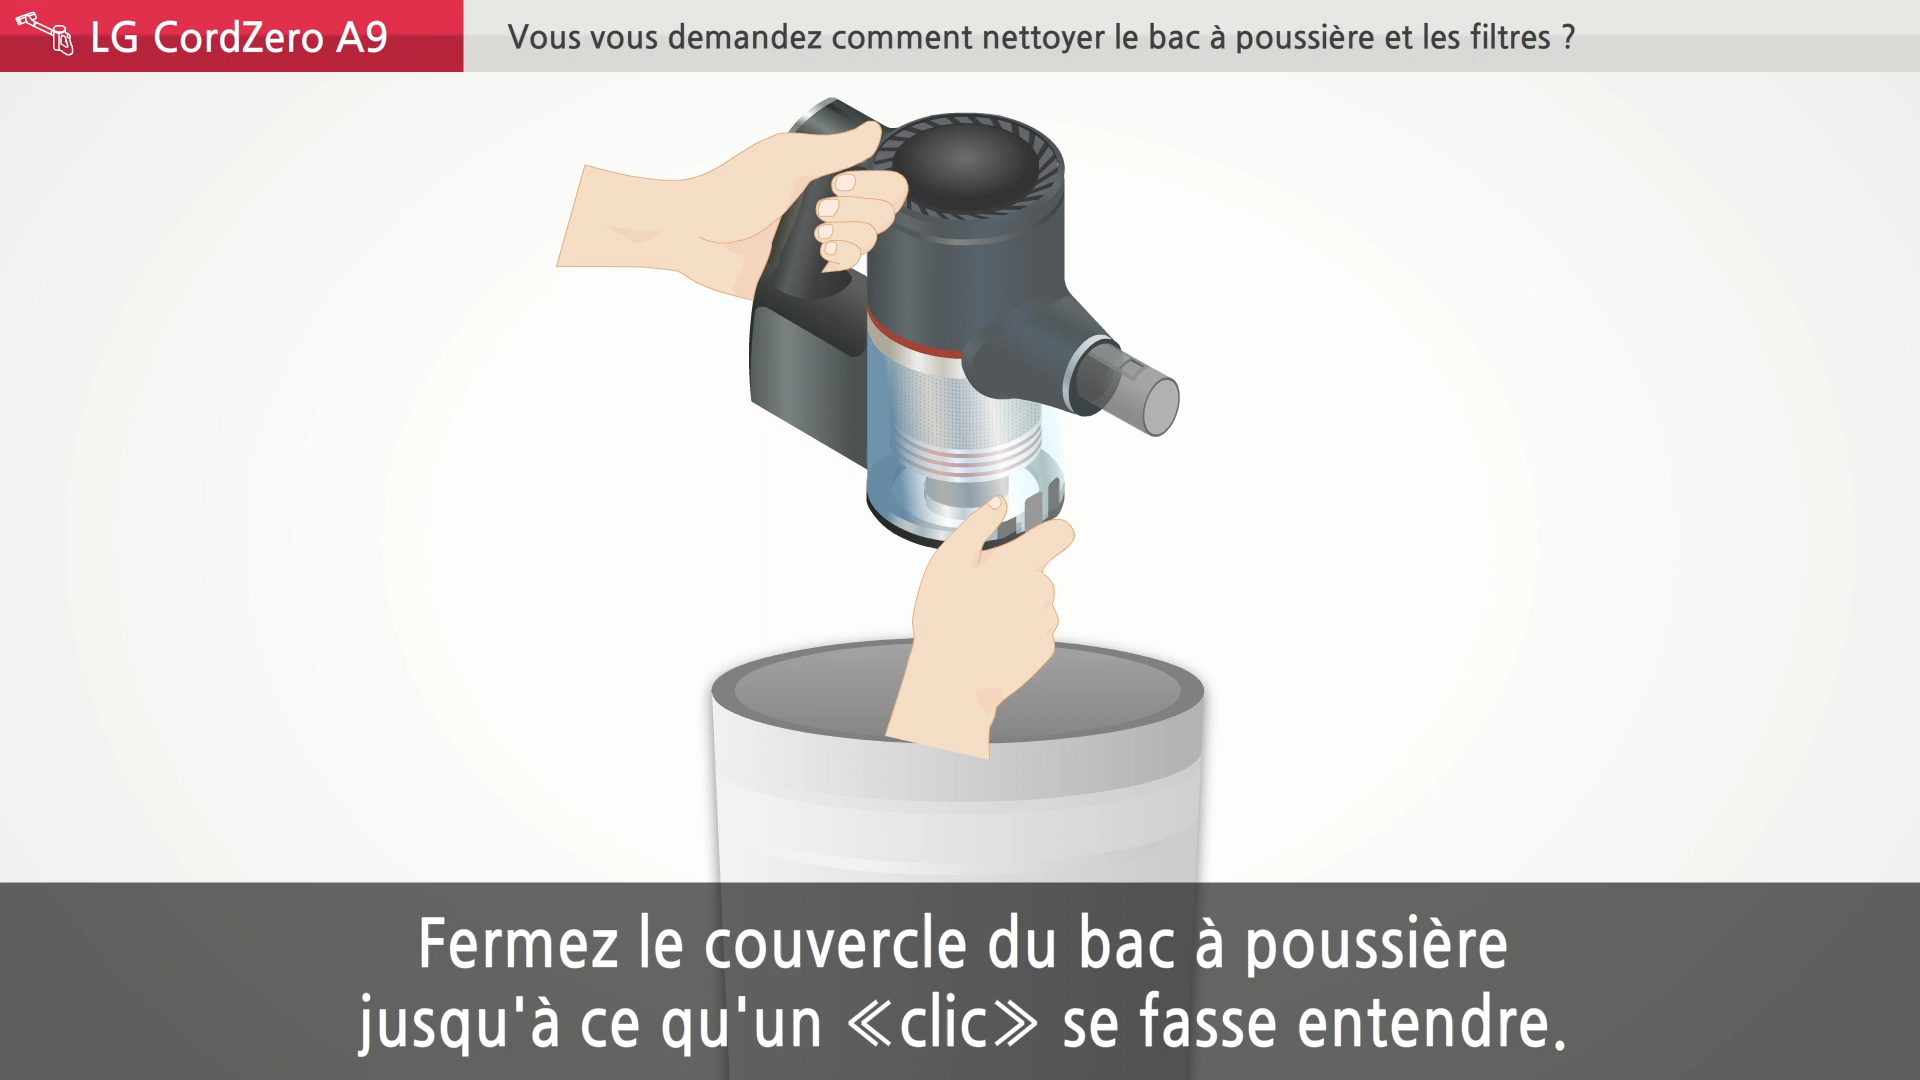 LG CordZero A9
Vous vous demandez comment nettoyer le bac à poussière et les filtres ?
Fermez le couvercle du bac à poussière
jusqu'à ce qu'un ≪clic≫ se fasse entendre.